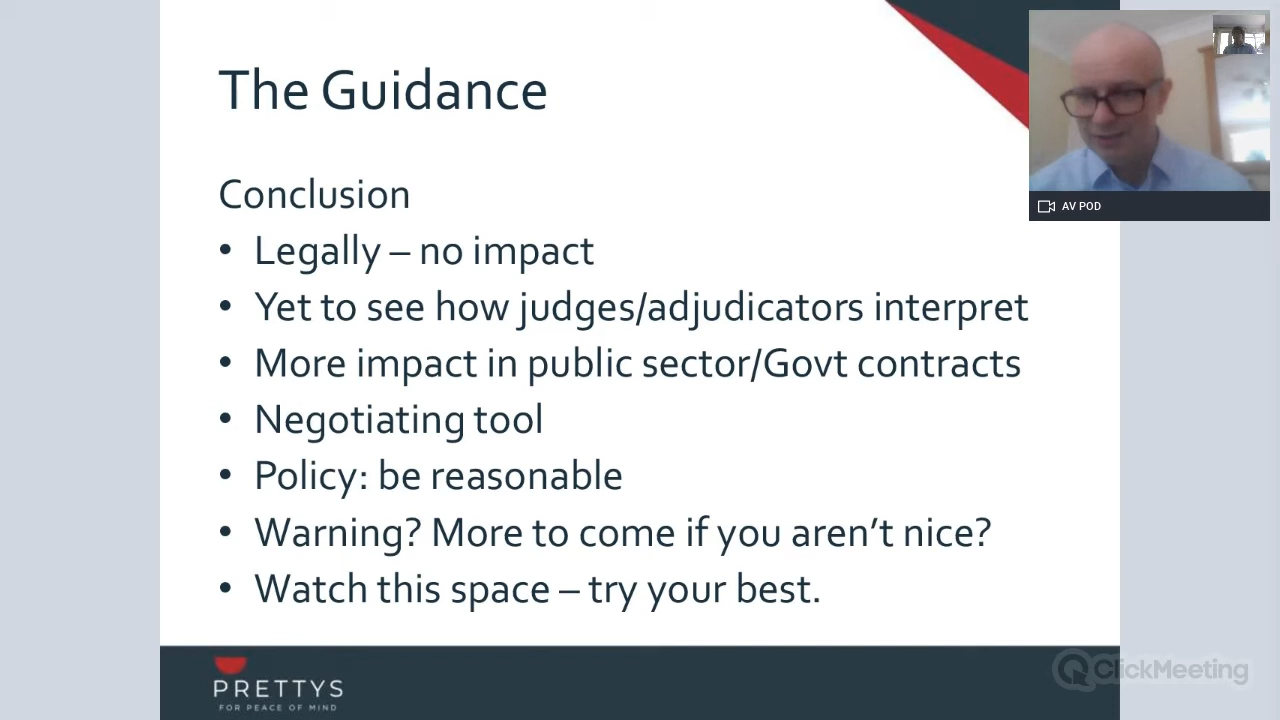 The Guidance
Conclusion
• Legally – no impact
• Yet to see how judges/adjudicators interpret
• More impact in public sector/Govt contracts
• Negotiating tool
• Policy: be reasonable
• Warning? More to come if you aren't nice?
• Watch this space – try your best.
AV POD
PRETTYS
FOR PEACE OF MIND
ClickMeeting